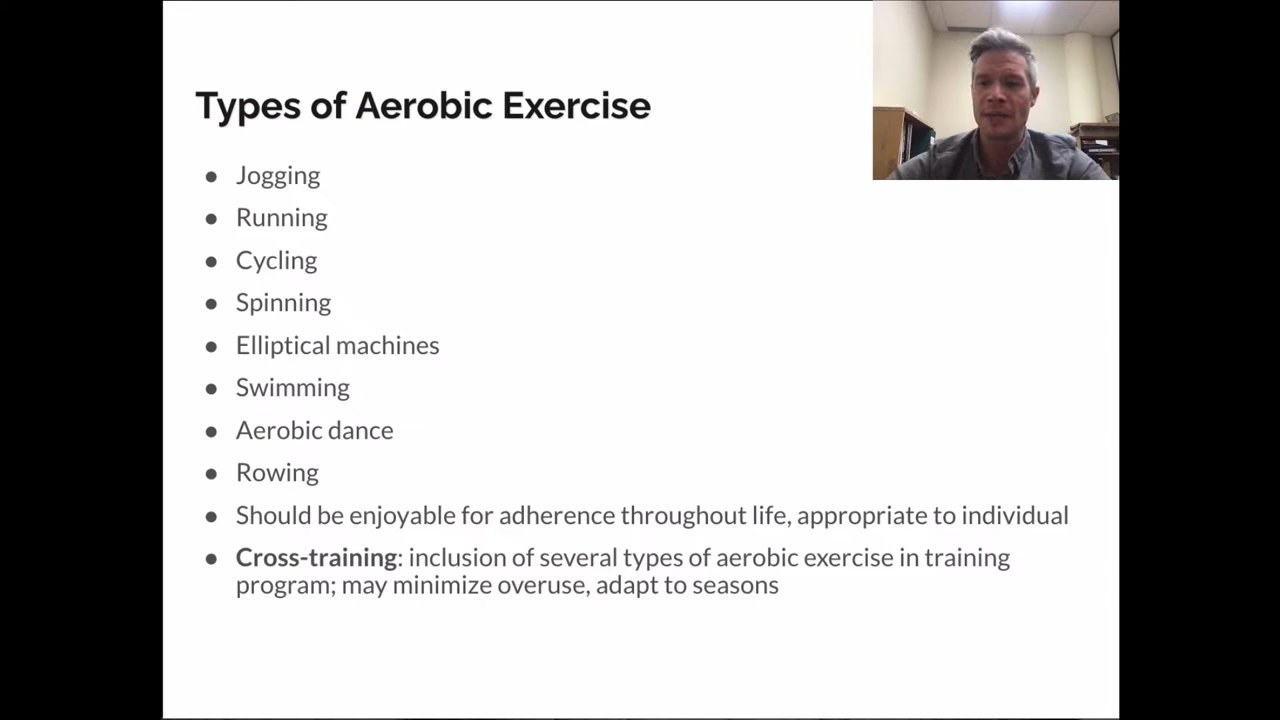 Types of Aerobic Exercise
● Jogging
● Running
● Cycling
● Spinning
● Elliptical machines
● Swimming
● Aerobic dance
● Rowing
● Should be enjoyable for adherence throughout life, appropriate to individual
● Cross-training: inclusion of several types of aerobic exercise in training
program; may minimize overuse, adapt to seasons